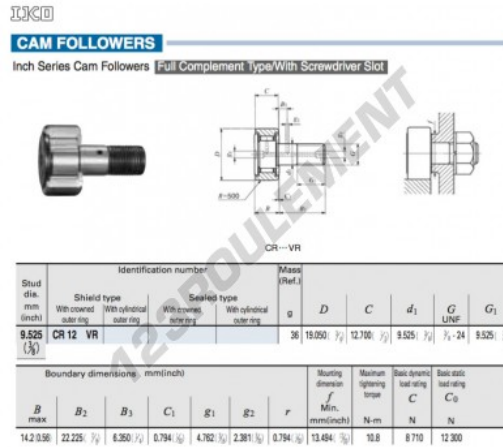 IKO
CAM FOLLOWERS
Inch Series Cam Followers Full Complement Type/With Screwdriver Slot
C
D
R=500
B
CR···VR
123ROULEMENT
Stud dia. mm (inch)
Identification number
Mass (Ref.) g
Shield type
Sealed type
With crowned outer ring
With cylindrical outer ring
With crowned outer ring
With cylindrical outer ring
D C d1 G UNF G1
9.525 (3/8) CR 12 VR 36 19.050 12.700 9.525 3/8 - 24 9.525
Boundary dimensions mm(inch)
Mounting dimension f Min. mm(inch)
Maximum tightening torque N-m
Basic dynamic load rating C N
Basic static load rating C0 N
B max B2 B3 C1 g1 g2 r
14.2(0.56) 22.225 6.350 0.794 4.762 2.381 0.794 13.494 10.8 8 710 12 300